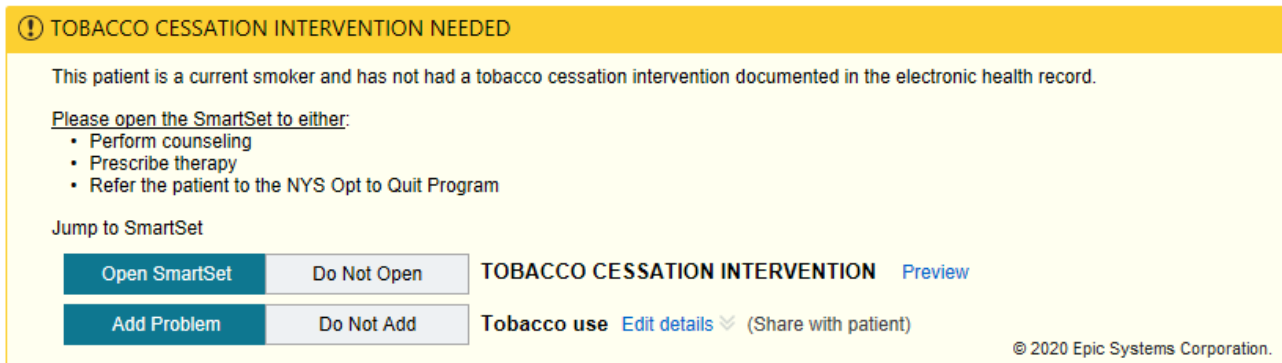 TOBACCO CESSATION INTERVENTION NEEDED
This patient is a current smoker and has not had a tobacco cessation intervention documented in the electronic health record.
Please open the SmartSet to either:
• Perform counseling
• Prescribe therapy
• Refer the patient to the NYS Opt to Quit Program
Jump to SmartSet
Open SmartSet Do Not Open TOBACCO CESSATION INTERVENTION Preview
Add Problem Do Not Add Tobacco use Edit details (Share with patient)
© 2020 Epic Systems Corporation.